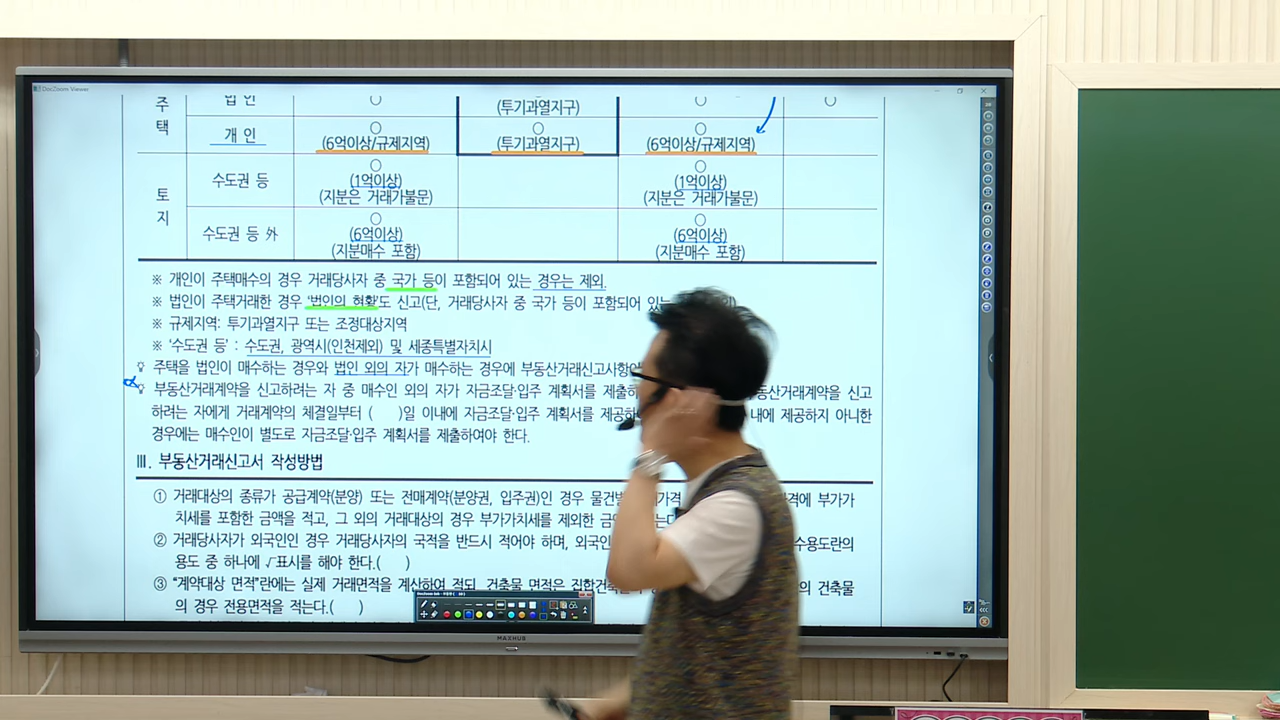 DocZoom Viewer
주 법 인 ○ (투기과열지구) ○ ○
택 개 인 ○ (6억이상/규제지역) ○ (투기과열지구) ○ (6억이상/규제지역)
토 수도권 등 ○ (1억이상) (지분은 거래가불문) ○ (1억이상) (지분은 거래가불문)
지 수도권 등 外 ○ (6억이상) (지분매수 포함) ○ (6억이상) (지분매수 포함)
※ 개인이 주택매수의 경우 거래당사자 중 국가 등이 포함되어 있는 경우는 제외.
※ 법인이 주택거래한 경우 '법인의 현황'도 신고(단, 거래당사자 중 국가 등이 포함되어 있는
※ 규제지역: 투기과열지구 또는 조정대상지역
※ '수도권 등' : 수도권, 광역시(인천제외) 및 세종특별자치시
주택을 법인이 매수하는 경우와 법인 외의 자가 매수하는 경우에 부동산거래신고사항에
부동산거래계약을 신고하려는 자 중 매수인 외의 자가 자금조달·입주 계획서를 제출하 동산거래계약을 신고
하려는 자에게 거래계약의 체결일부터 ( )일 이내에 자금조달·입주 계획서를 제공하 내에 제공하지 아니한
경우에는 매수인이 별도로 자금조달·입주 계획서를 제출하여야 한다.
Ⅲ. 부동산거래신고서 작성방법
① 거래대상의 종류가 공급계약(분양) 또는 전매계약(분양권, 입주권)인 경우 물건별 가격 격에 부가가
치세를 포함한 금액을 적고, 그 외의 거래대상의 경우 부가가치세를 제외한 금
② 거래당사자가 외국인인 경우 거래당사자의 국적을 반드시 적어야 하며, 외국인 수용도란의
용도 중 하나에 √표시를 해야 한다.( )
③ "계약대상 면적"란에는 실제 거래면적을 계산하여 적되, 건축물 면적은 집합건축 의 건축물
의 경우 전용면적을 적는다.( )
MAXHUB